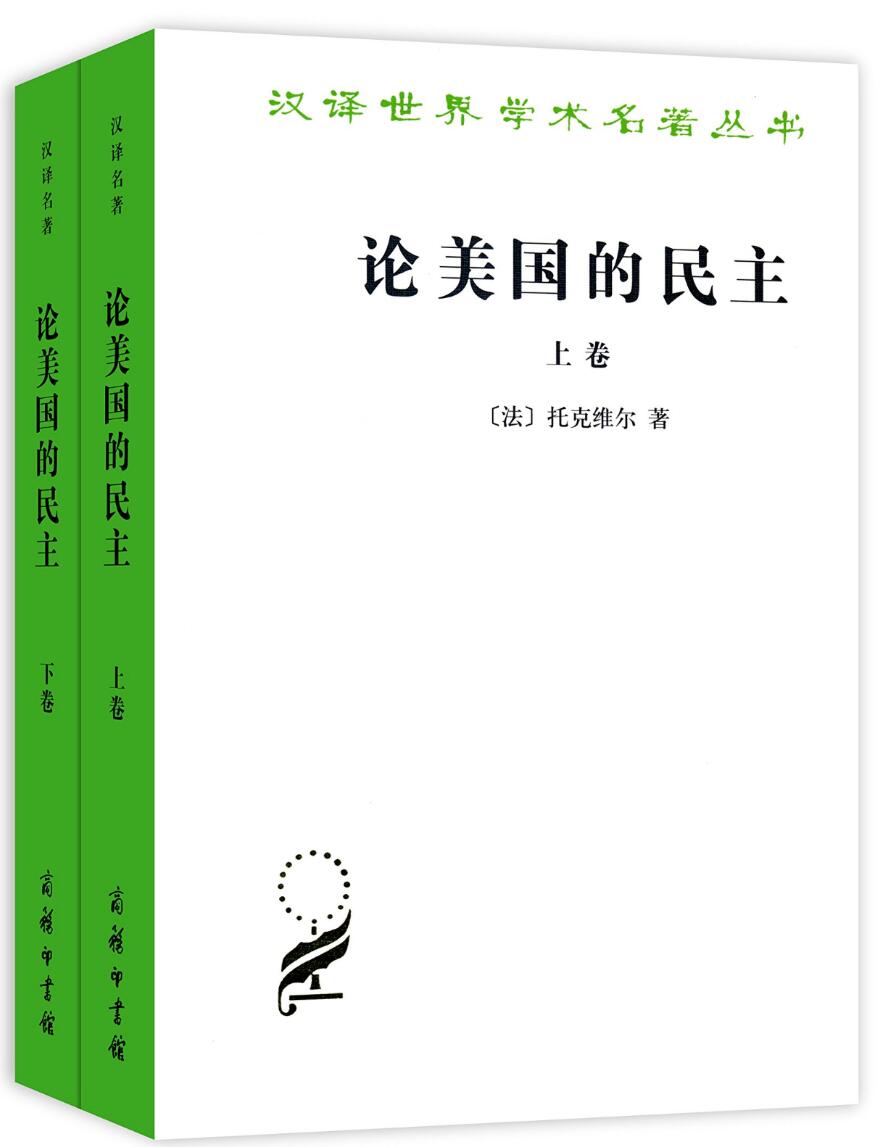 汉译世界学术名著丛书
论美国的民主
上卷
〔法〕托克维尔 著
汉译名著
论美国的民主
下卷
商務印書館
汉译名著
论美国的民主
上卷
商務印書館